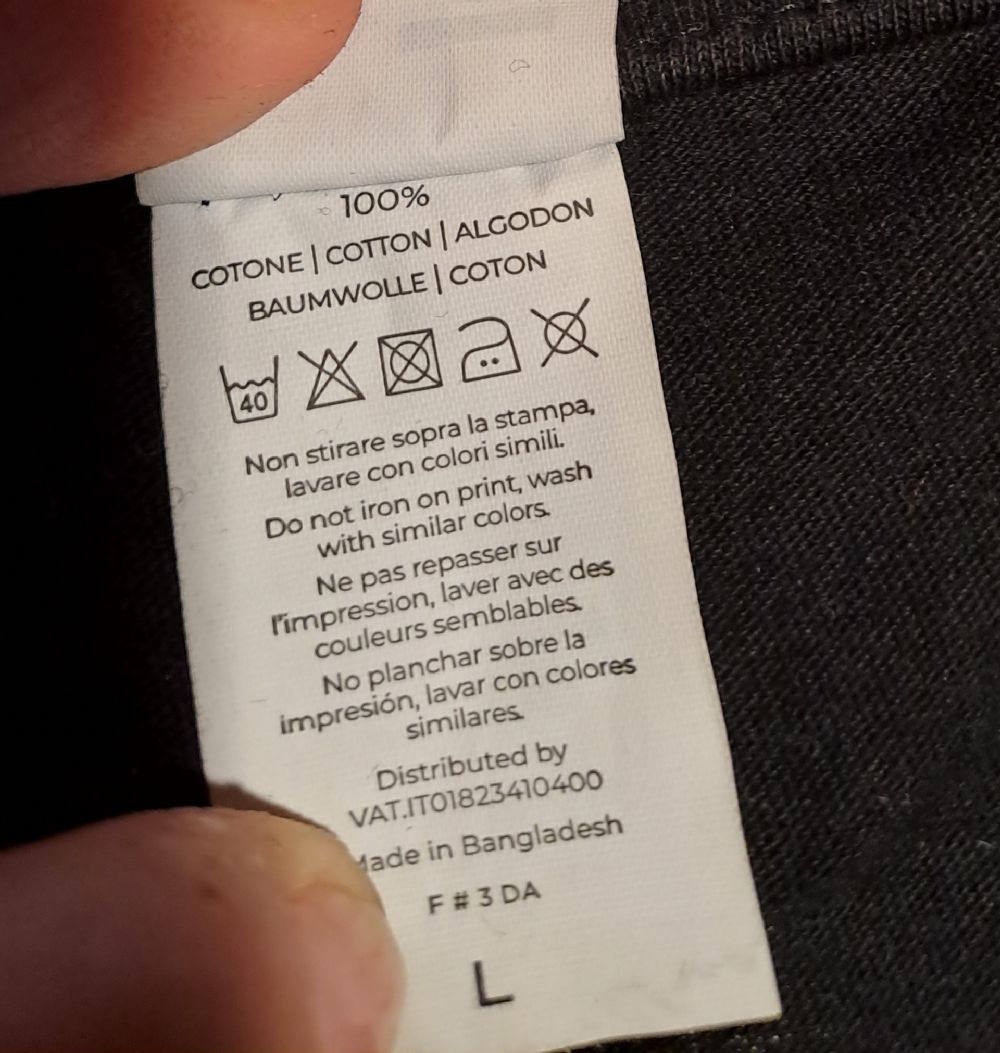 100%
COTONE | COTTON | ALGODON
BAUMWOLLE | COTON
40
Non stirare sopra la stampa,
lavare con colori simili.
Do not iron on print, wash
with similar colors.
Ne pas repasser sur
l'impression, laver avec des
couleurs semblables.
No planchar sobre la
impresión, lavar con colores
similares.
Distributed by
VAT.IT01823410400
Made in Bangladesh
F # 3 DA
L